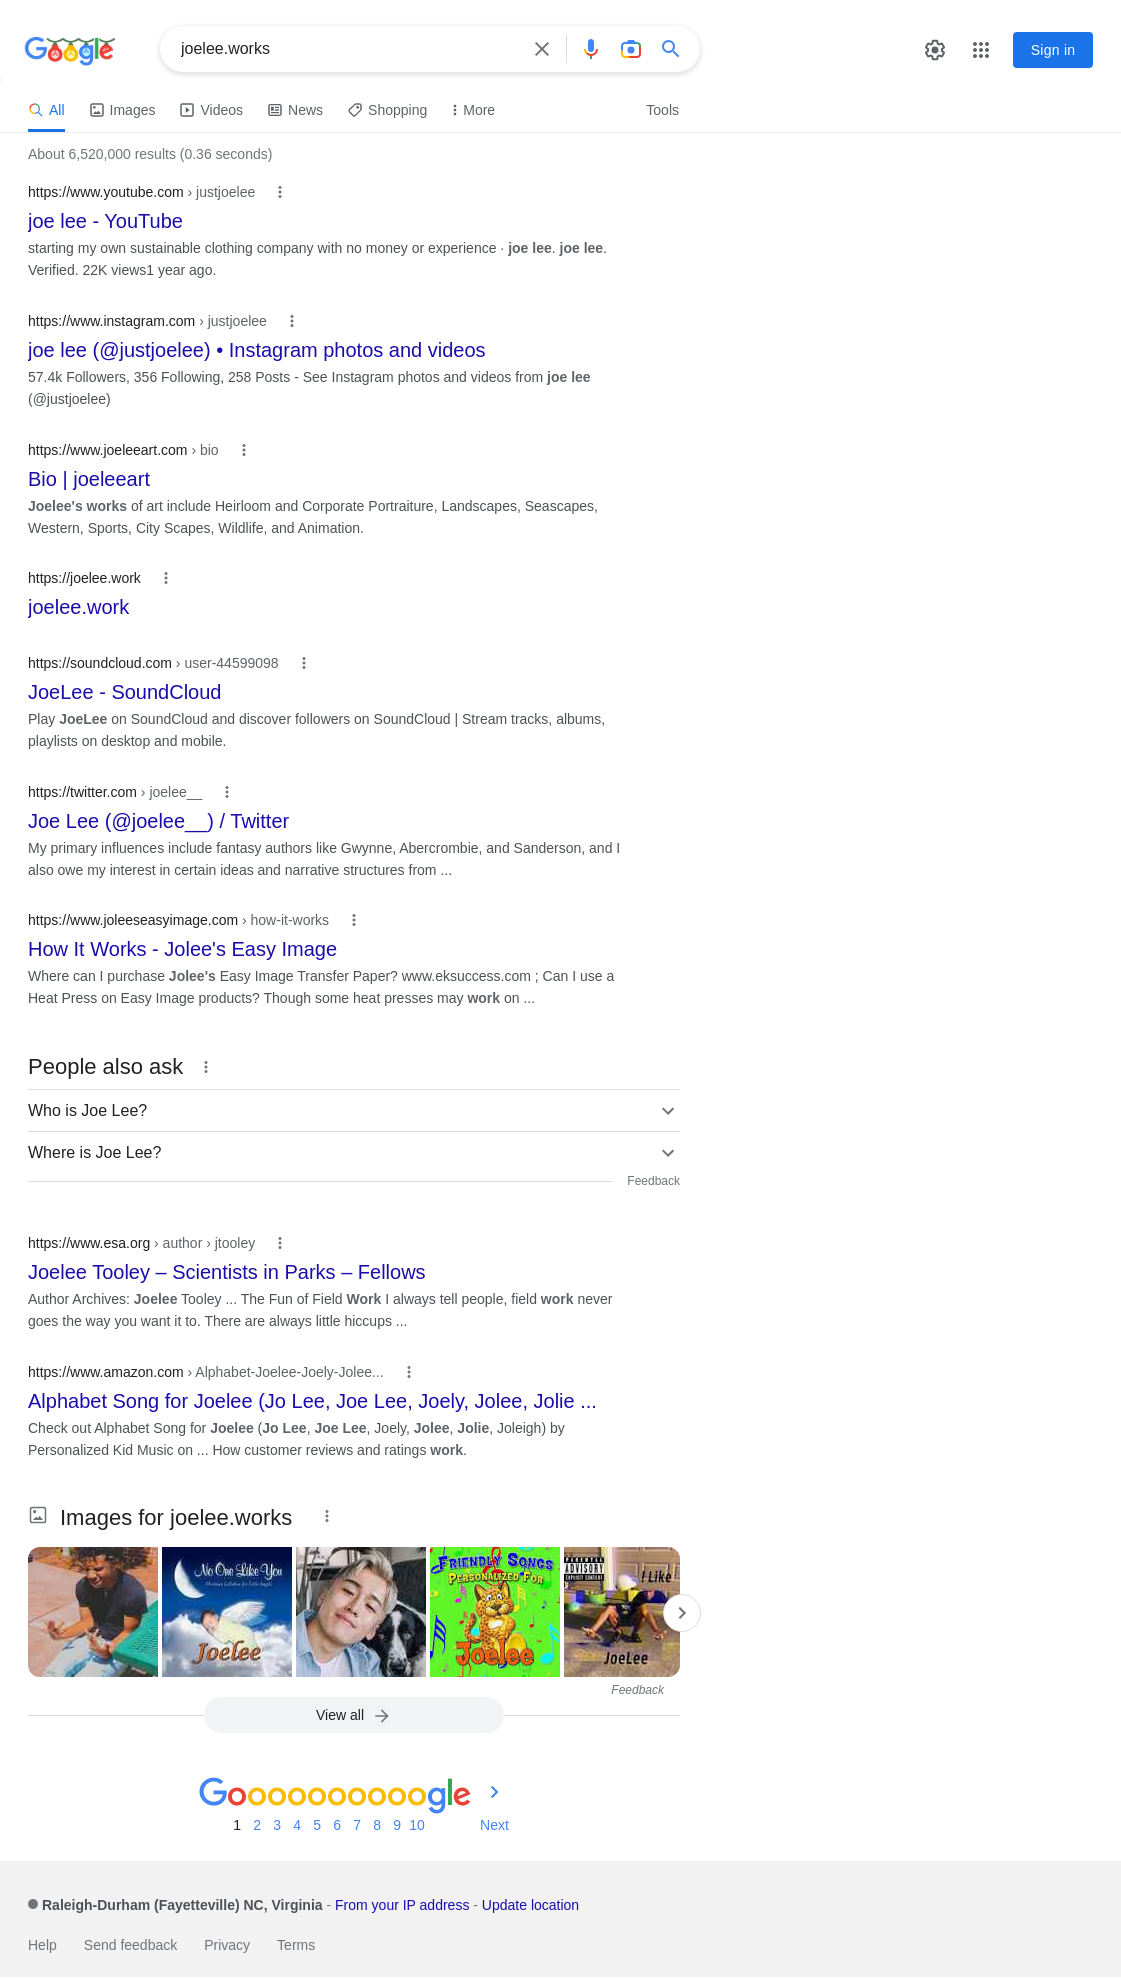 Google
joelee.works
Sign in
All
Images
Videos
News
Shopping
More
Tools
About 6,520,000 results (0.36 seconds)
https://www.youtube.com › justjoelee
joe lee - YouTube
starting my own sustainable clothing company with no money or experience · joe lee. joe lee.
Verified. 22K views1 year ago.
https://www.instagram.com › justjoelee
joe lee (@justjoelee) • Instagram photos and videos
57.4k Followers, 356 Following, 258 Posts - See Instagram photos and videos from joe lee
(@justjoelee)
https://www.joeleeart.com › bio
Bio | joeleeart
Joelee's works of art include Heirloom and Corporate Portraiture, Landscapes, Seascapes,
Western, Sports, City Scapes, Wildlife, and Animation.
https://joelee.work
joelee.work
https://soundcloud.com › user-44599098
JoeLee - SoundCloud
Play JoeLee on SoundCloud and discover followers on SoundCloud | Stream tracks, albums,
playlists on desktop and mobile.
https://twitter.com › joelee__
Joe Lee (@joelee__) / Twitter
My primary influences include fantasy authors like Gwynne, Abercrombie, and Sanderson, and I
also owe my interest in certain ideas and narrative structures from ...
https://www.joleeseasyimage.com › how-it-works
How It Works - Jolee's Easy Image
Where can I purchase Jolee's Easy Image Transfer Paper? www.eksuccess.com ; Can I use a
Heat Press on Easy Image products? Though some heat presses may work on ...
People also ask
Who is Joe Lee?
Where is Joe Lee?
Feedback
https://www.esa.org › author › jtooley
Joelee Tooley – Scientists in Parks – Fellows
Author Archives: Joelee Tooley ... The Fun of Field Work I always tell people, field work never
goes the way you want it to. There are always little hiccups ...
https://www.amazon.com › Alphabet-Joelee-Joely-Jolee...
Alphabet Song for Joelee (Jo Lee, Joe Lee, Joely, Jolee, Jolie ...
Check out Alphabet Song for Joelee (Jo Lee, Joe Lee, Joely, Jolee, Jolie, Joleigh) by
Personalized Kid Music on ... How customer reviews and ratings work.
Images for joelee.works
No One Like You
Joelee
FRIENDLY SONGS
PERSONALIZED FOR
Joelee
PARENTAL
ADVISORY
EXPLICIT CONTENT
I Like
JoeLee
Feedback
View all
Goooooooooogle
1 2 3 4 5 6 7 8 9 10 Next
Raleigh-Durham (Fayetteville) NC, Virginia - From your IP address - Update location
Help Send feedback Privacy Terms